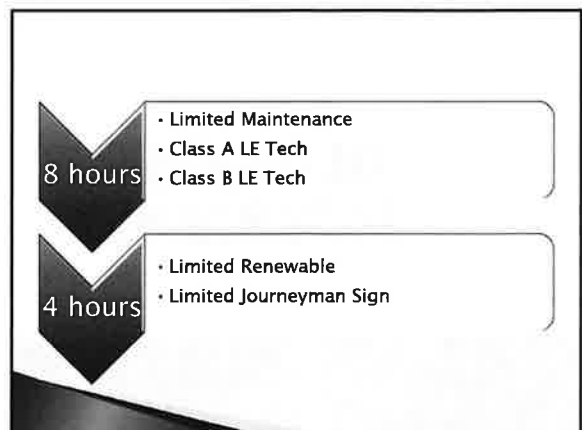 8 hours
· Limited Maintenance
· Class A LE Tech
· Class B LE Tech
4 hours
· Limited Renewable
· Limited Journeyman Sign